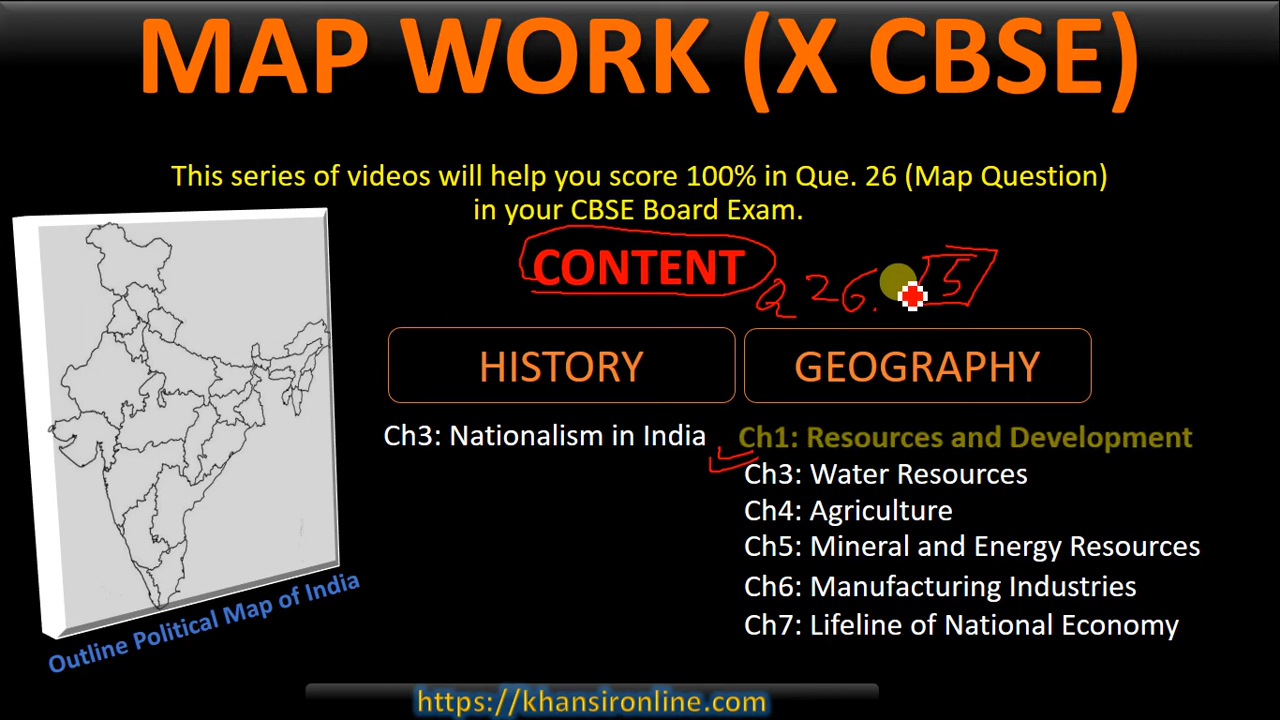 MAP WORK (X CBSE)
This series of videos will help you score 100% in Que. 26 (Map Question)
in your CBSE Board Exam.
CONTENT
Q 26. 5
HISTORY
GEOGRAPHY
Ch3: Nationalism in India
Ch1: Resources and Development
Ch3: Water Resources
Ch4: Agriculture
Ch5: Mineral and Energy Resources
Ch6: Manufacturing Industries
Ch7: Lifeline of National Economy
Outline Political Map of India
https://khansironline.com